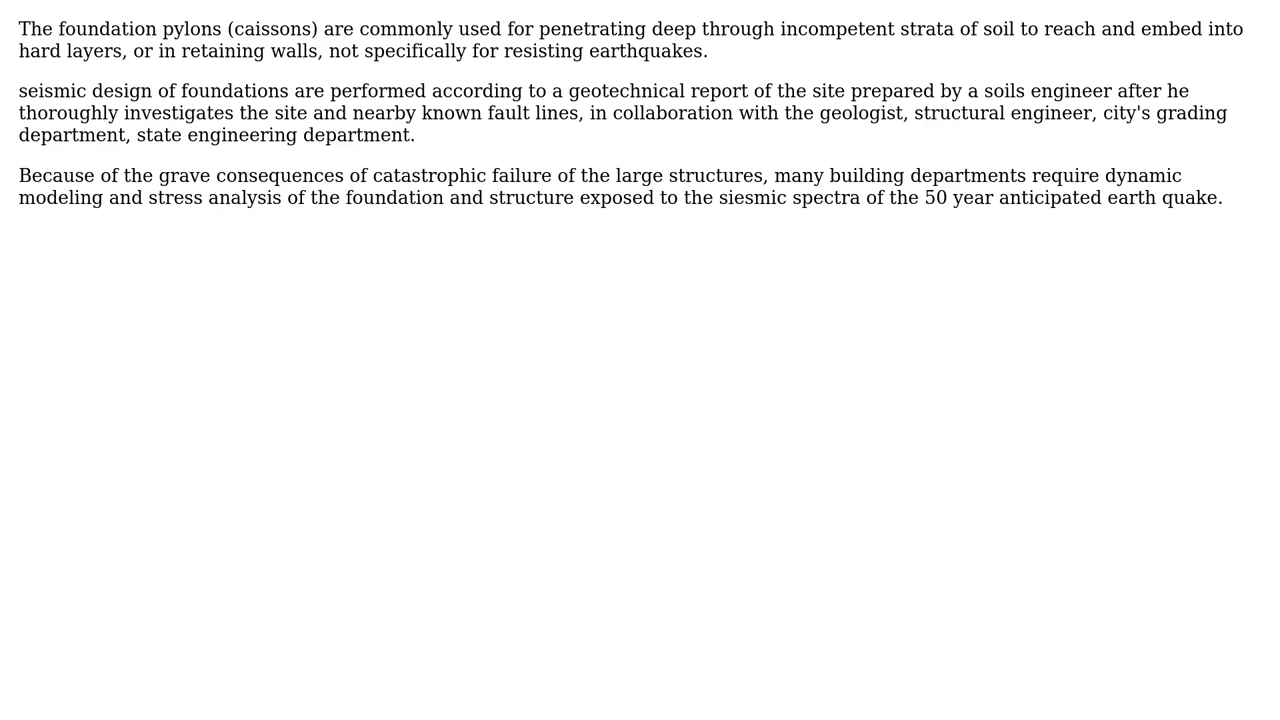 The foundation pylons (caissons) are commonly used for penetrating deep through incompetent strata of soil to reach and embed into
hard layers, or in retaining walls, not specifically for resisting earthquakes.
seismic design of foundations are performed according to a geotechnical report of the site prepared by a soils engineer after he
thoroughly investigates the site and nearby known fault lines, in collaboration with the geologist, structural engineer, city's grading
department, state engineering department.
Because of the grave consequences of catastrophic failure of the large structures, many building departments require dynamic
modeling and stress analysis of the foundation and structure exposed to the siesmic spectra of the 50 year anticipated earth quake.